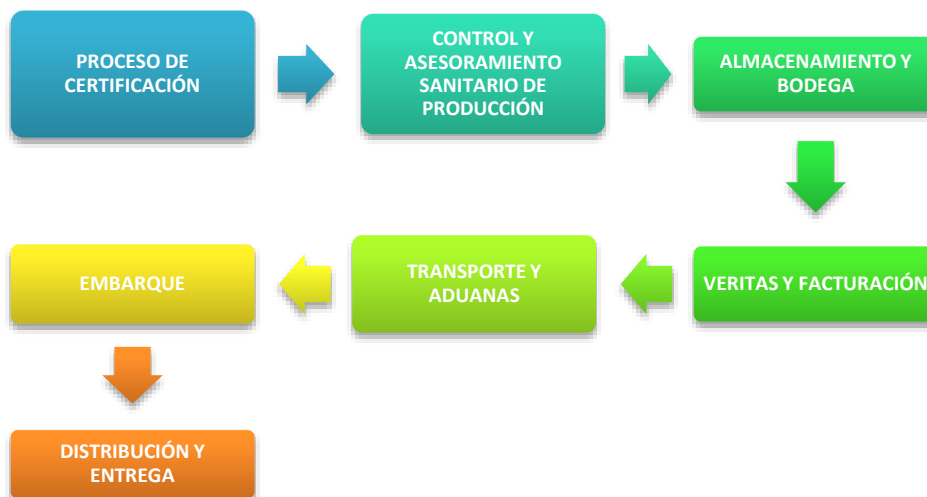 PROCESO DE
CERTIFICACIÓN
CONTROL Y
ASESORAMIENTO
SANITARIO DE
PRODUCCIÓN
ALMACENAMIENTO Y
BODEGA
VERITAS Y FACTURACIÓN
TRANSPORTE Y
ADUANAS
EMBARQUE
DISTRIBUCIÓN Y
ENTREGA